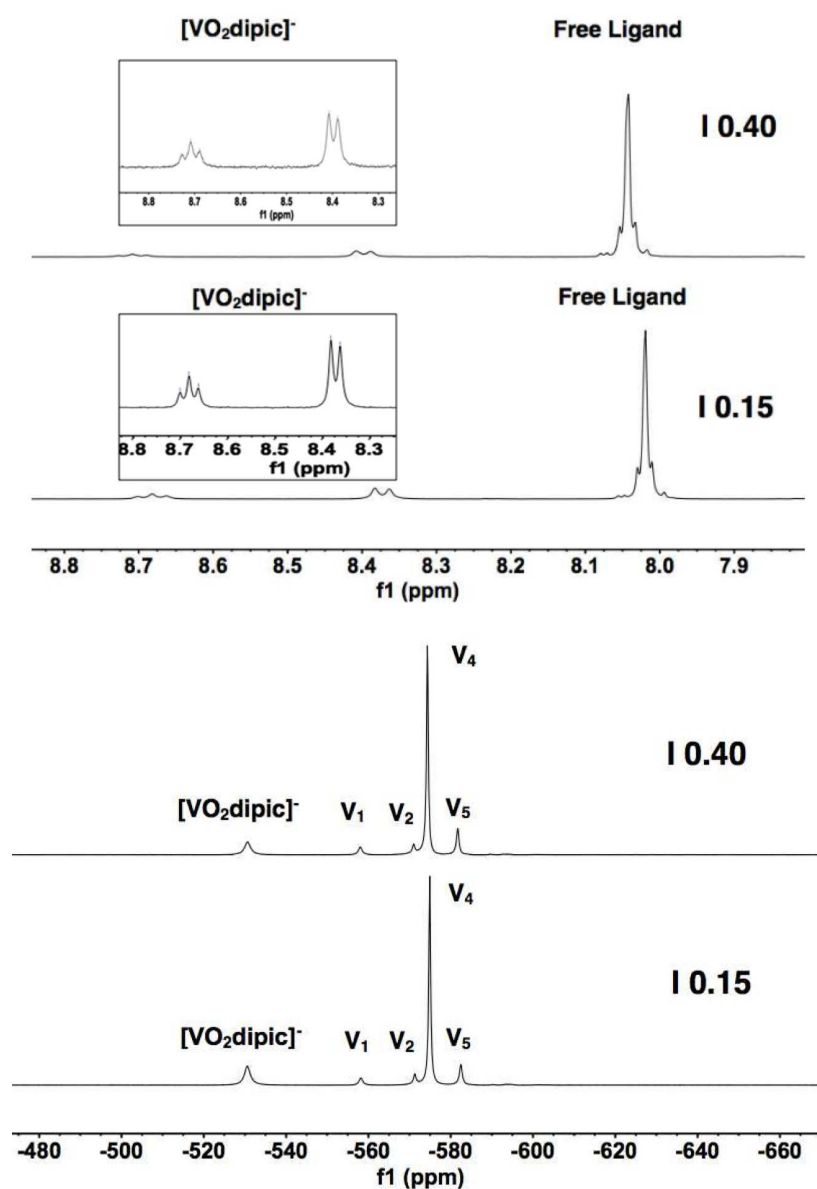 [VO₂dipic]⁻ Free Ligand
I 0.40
8.8 8.7 8.6 8.5 8.4 8.3
f1 (ppm)
[VO₂dipic]⁻ Free Ligand
I 0.15
8.8 8.7 8.6 8.5 8.4 8.3
f1 (ppm)
8.8 8.7 8.6 8.5 8.4 8.3 8.2 8.1 8.0 7.9
f1 (ppm)
V₄
I 0.40
[VO₂dipic]⁻ V₁ V₂ V₅
V₄
I 0.15
[VO₂dipic]⁻ V₁ V₂ V₅
-480 -500 -520 -540 -560 -580 -600 -620 -640 -660
f1 (ppm)